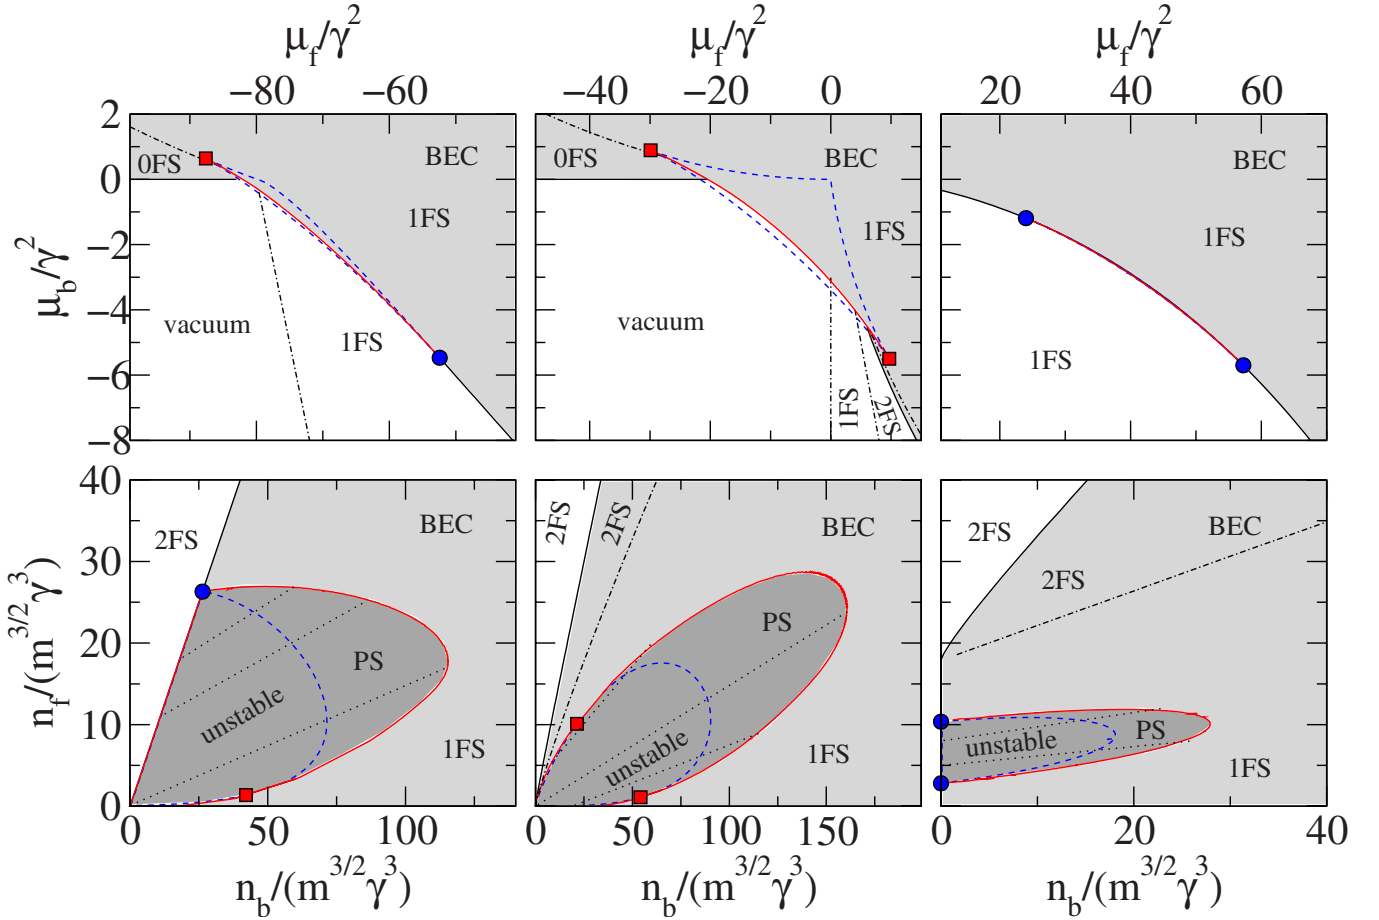 μf/γ2 μf/γ2 μf/γ2
−80 −60 −40 −20 0 20 40 60
2 0 −2 −4 −6 −8
μb/γ2
0FS BEC 1FS vacuum 1FS
0FS BEC 1FS vacuum 1FS 2FS
BEC 1FS 1FS
40 30 20 10 0
nf/(m3/2γ3)
2FS BEC PS unstable 1FS
2FS 2FS BEC PS unstable 1FS
2FS BEC 2FS PS unstable 1FS
0 50 100 0 50 100 150 0 20 40
nb/(m3/2γ3) nb/(m3/2γ3) nb/(m3/2γ3)